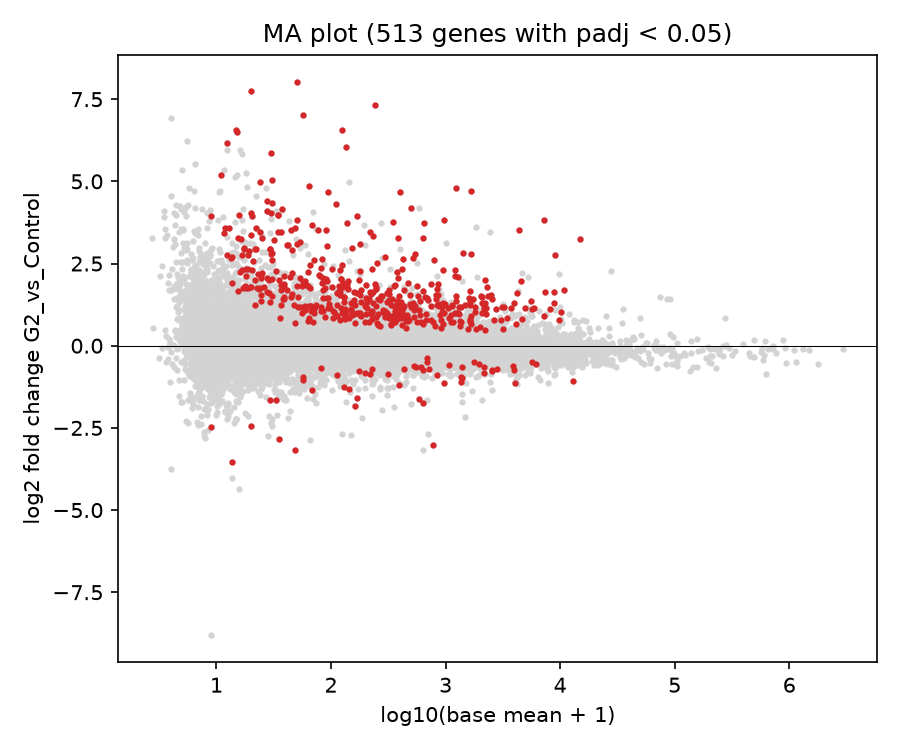 MA plot (513 genes with padj < 0.05)
log2 fold change G2_vs_Control
7.5
5.0
2.5
0.0
−2.5
−5.0
−7.5
1 2 3 4 5 6
log10(base mean + 1)